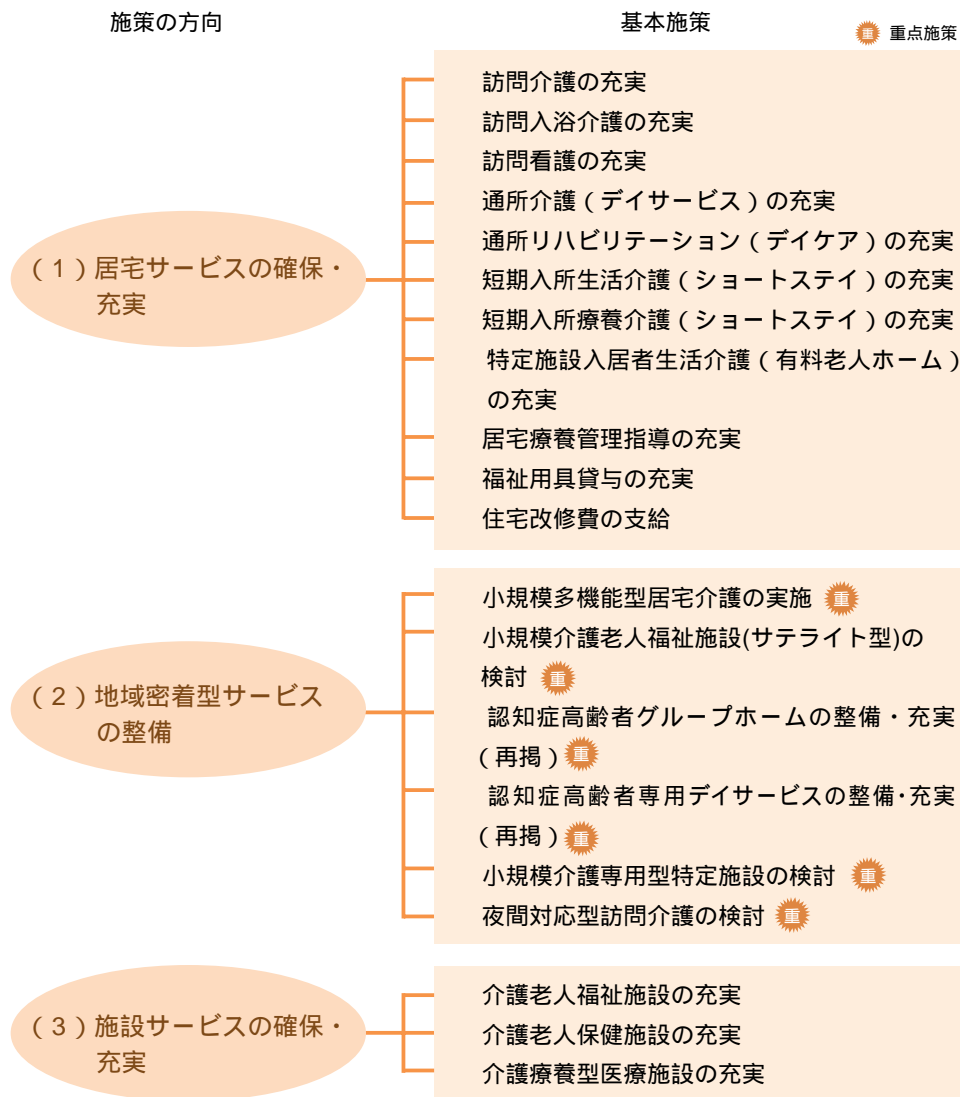 施策の方向
基本施策
重 重点施策
(1)居宅サービスの確保・
充実
訪問介護の充実
訪問入浴介護の充実
訪問看護の充実
通所介護(デイサービス)の充実
通所リハビリテーション(デイケア)の充実
短期入所生活介護(ショートステイ)の充実
短期入所療養介護(ショートステイ)の充実
特定施設入居者生活介護(有料老人ホーム)
の充実
居宅療養管理指導の充実
福祉用具貸与の充実
住宅改修費の支給
(2)地域密着型サービス
の整備
小規模多機能型居宅介護の実施 重
小規模介護老人福祉施設(サテライト型)の
検討 重
認知症高齢者グループホームの整備・充実
(再掲)重
認知症高齢者専用デイサービスの整備・充実
(再掲)重
小規模介護専用型特定施設の検討 重
夜間対応型訪問介護の検討 重
(3)施設サービスの確保・
充実
介護老人福祉施設の充実
介護老人保健施設の充実
介護療養型医療施設の充実